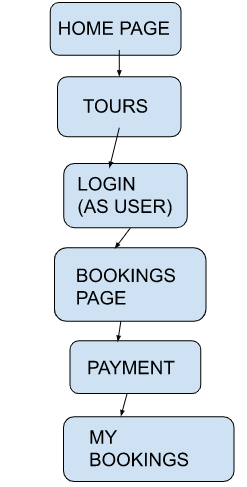 HOME PAGE
TOURS
LOGIN
(AS USER)
BOOKINGS
PAGE
PAYMENT
MY
BOOKINGS